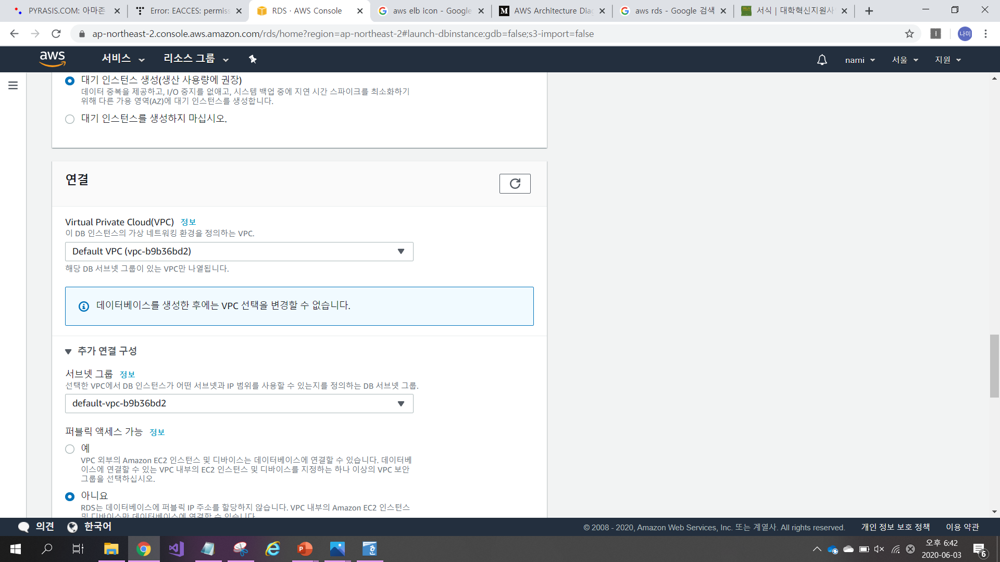 PYRASIS.COM: 아마존
Error: EACCES: permiss
RDS · AWS Console
aws elb icon - Google
AWS Architecture Diag
aws rds - Google 검색
서식 | 대학혁신지원사
ap-northeast-2.console.aws.amazon.com/rds/home?region=ap-northeast-2#launch-dbinstance:gdb=false;s3-import=false
나미
aws
서비스
리소스 그룹
nami
서울
지원
대기 인스턴스 생성(생산 사용량에 권장)
데이터 중복을 제공하고, I/O 중지를 없애고, 시스템 백업 중에 지연 시간 스파이크를 최소화하기
위해 다른 가용 영역(AZ)에 대기 인스턴스를 생성합니다.
대기 인스턴스를 생성하지 마십시오.
연결
Virtual Private Cloud(VPC) 정보
이 DB 인스턴스의 가상 네트워킹 환경을 정의하는 VPC.
Default VPC (vpc-b9b36bd2)
해당 DB 서브넷 그룹이 있는 VPC만 나열됩니다.
데이터베이스를 생성한 후에는 VPC 선택을 변경할 수 없습니다.
추가 연결 구성
서브넷 그룹 정보
선택한 VPC에서 DB 인스턴스가 어떤 서브넷과 IP 범위를 사용할 수 있는지를 정의하는 DB 서브넷 그룹.
default-vpc-b9b36bd2
퍼블릭 액세스 가능 정보
예
VPC 외부의 Amazon EC2 인스턴스 및 디바이스는 데이터베이스에 연결할 수 있습니다. 데이터베
이스에 연결할 수 있는 VPC 내부의 EC2 인스턴스 및 디바이스를 지정하는 하나 이상의 VPC 보안
그룹을 선택하십시오.
아니요
RDS는 데이터베이스에 퍼블릭 IP 주소를 할당하지 않습니다. VPC 내부의 Amazon EC2 인스턴스
및 디바이스만 데이터베이스에 연결할 수 있습니다.
의견
한국어
© 2008 - 2020, Amazon Web Services, Inc. 또는 계열사. All rights reserved.
개인 정보 보호 정책
이용 약관
오후 6:42
2020-06-03
6